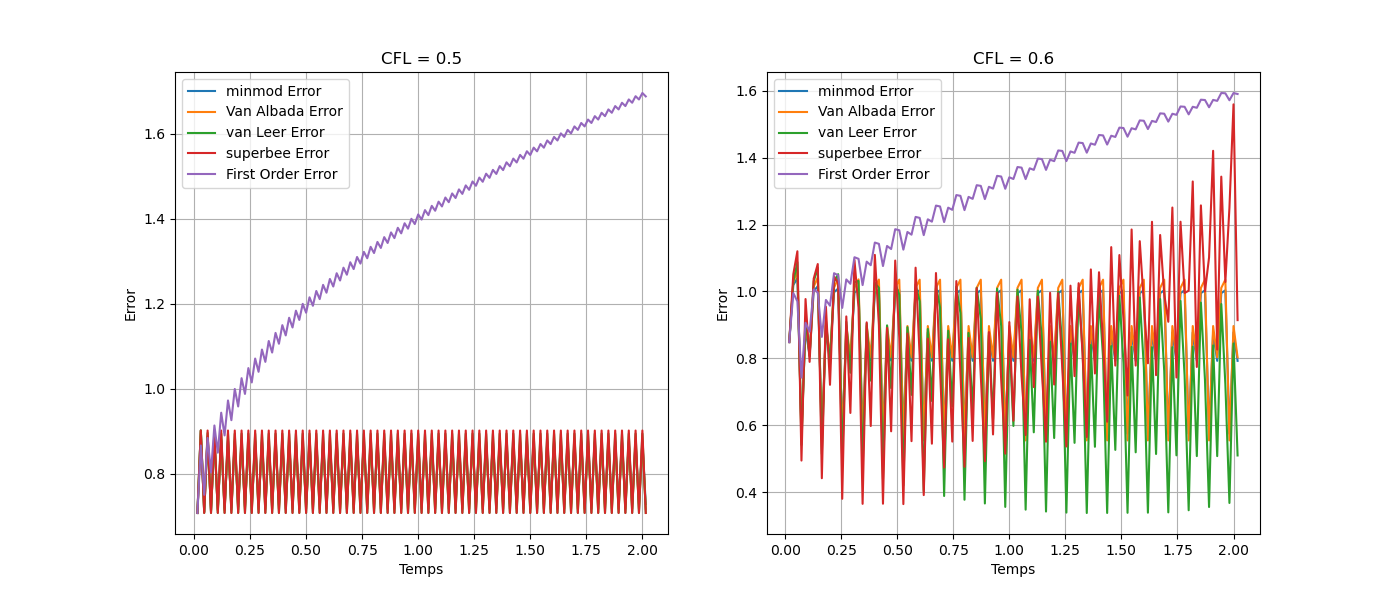 CFL = 0.5
minmod Error
Van Albada Error
van Leer Error
superbee Error
First Order Error
1.6
1.4
1.2
1.0
0.8
Error
0.00 0.25 0.50 0.75 1.00 1.25 1.50 1.75 2.00
Temps
CFL = 0.6
minmod Error
Van Albada Error
van Leer Error
superbee Error
First Order Error
1.6
1.4
1.2
1.0
0.8
0.6
0.4
Error
0.00 0.25 0.50 0.75 1.00 1.25 1.50 1.75 2.00
Temps